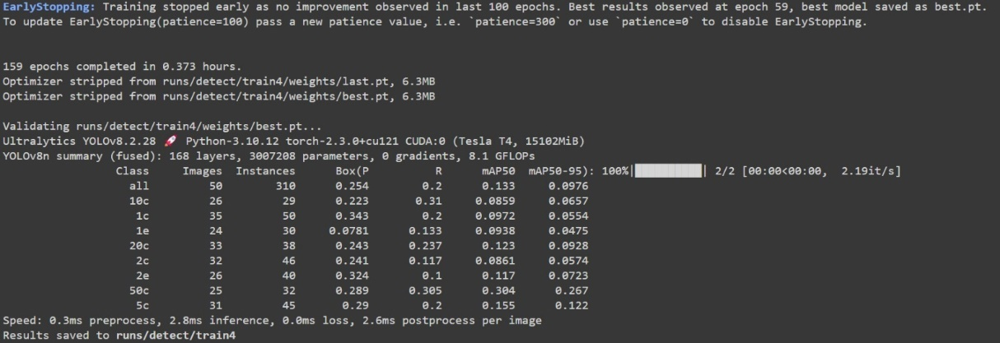 EarlyStopping: Training stopped early as no improvement observed in last 100 epochs. Best results observed at epoch 59, best model saved as best.pt.
To update EarlyStopping(patience=100) pass a new patience value, i.e. `patience=300` or use `patience=0` to disable EarlyStopping.
159 epochs completed in 0.373 hours.
Optimizer stripped from runs/detect/train4/weights/last.pt, 6.3MB
Optimizer stripped from runs/detect/train4/weights/best.pt, 6.3MB
Validating runs/detect/train4/weights/best.pt...
Ultralytics YOLOv8.2.28 🚀 Python-3.10.12 torch-2.3.0+cu121 CUDA:0 (Tesla T4, 15102MiB)
YOLOv8n summary (fused): 168 layers, 3007208 parameters, 0 gradients, 8.1 GFLOPs
Class Images Instances Box(P R mAP50 mAP50-95): 100%|██████████| 2/2 [00:00<00:00, 2.19it/s]
all 50 310 0.254 0.2 0.133 0.0976
10c 26 29 0.223 0.31 0.0859 0.0657
1c 35 50 0.343 0.2 0.0972 0.0554
1e 24 30 0.0781 0.133 0.0938 0.0475
20c 33 38 0.243 0.237 0.123 0.0928
2c 32 46 0.241 0.117 0.0861 0.0574
2e 26 40 0.324 0.1 0.117 0.0723
50c 25 32 0.289 0.305 0.304 0.267
5c 31 45 0.29 0.2 0.155 0.122
Speed: 0.3ms preprocess, 2.8ms inference, 0.0ms loss, 2.6ms postprocess per image
Results saved to runs/detect/train4